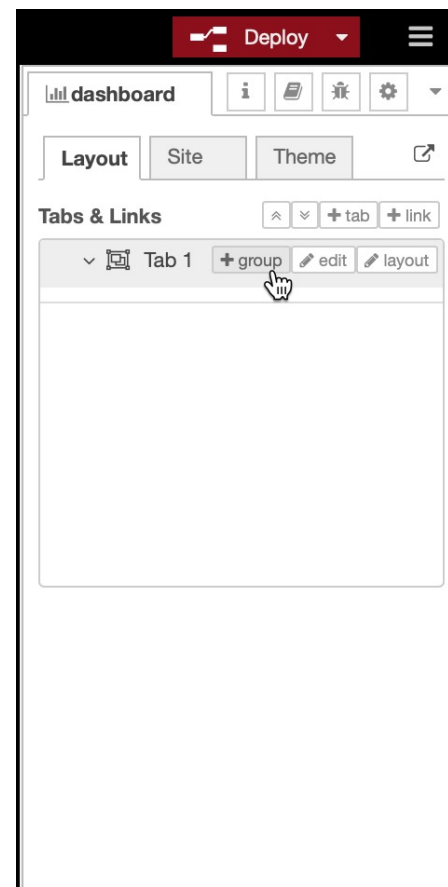 Deploy
dashboard
i
Layout Site Theme
Tabs & Links + tab + link
Tab 1 + group edit layout